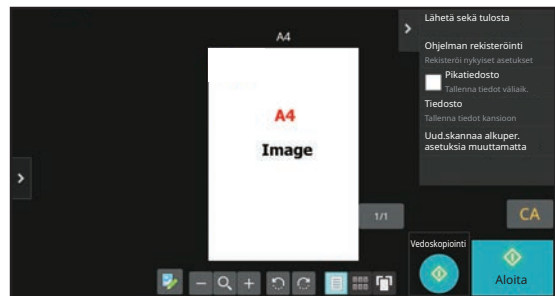 A4
A4
Image
1/1
Lähetä sekä tulosta
Ohjelman rekisteröinti
Rekisteröi nykyiset asetukset
Pikatiedosto
Tallenna tiedot väliaik.
Tiedosto
Tallenna tiedot kansioon
Uud.skannaa alkuper.
asetuksia muuttamatta
CA
Vedoskopiointi
Aloita